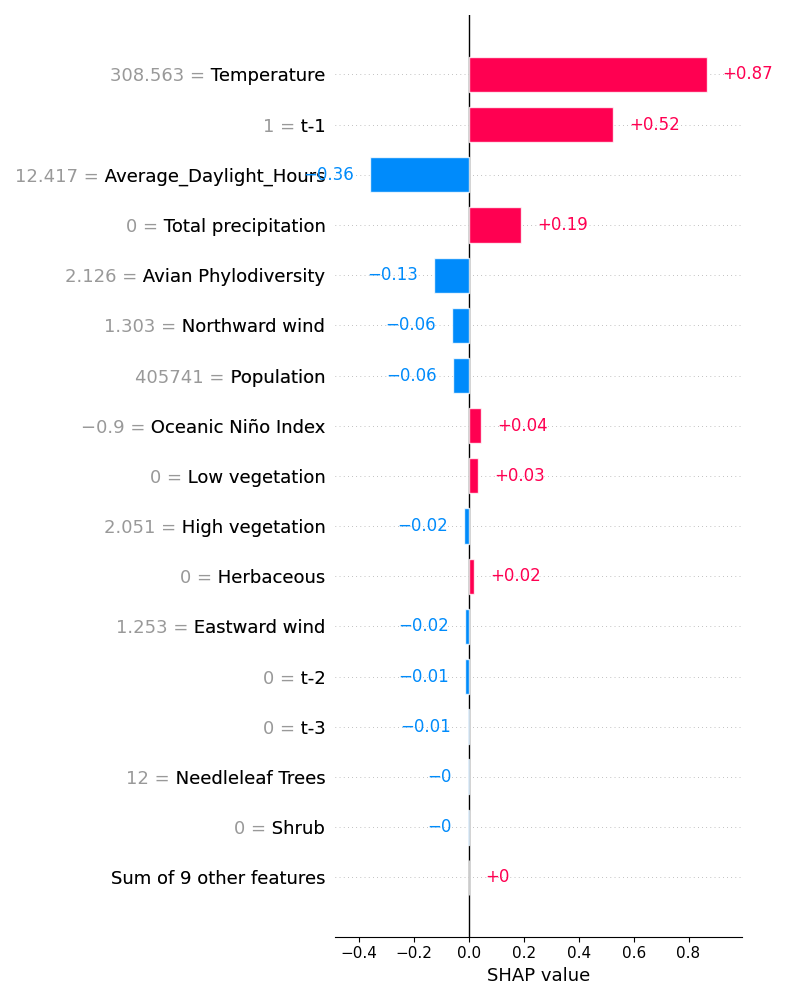 308.563 = Temperature +0.87
1 = t-1 +0.52
12.417 = Average_Daylight_Hours −0.36
0 = Total precipitation +0.19
2.126 = Avian Phylodiversity −0.13
1.303 = Northward wind −0.06
405741 = Population −0.06
−0.9 = Oceanic Niño Index +0.04
0 = Low vegetation +0.03
2.051 = High vegetation −0.02
0 = Herbaceous +0.02
1.253 = Eastward wind −0.02
0 = t-2 −0.01
0 = t-3 −0.01
12 = Needleleaf Trees −0
0 = Shrub −0
Sum of 9 other features +0
−0.4 −0.2 0.0 0.2 0.4 0.6 0.8
SHAP value